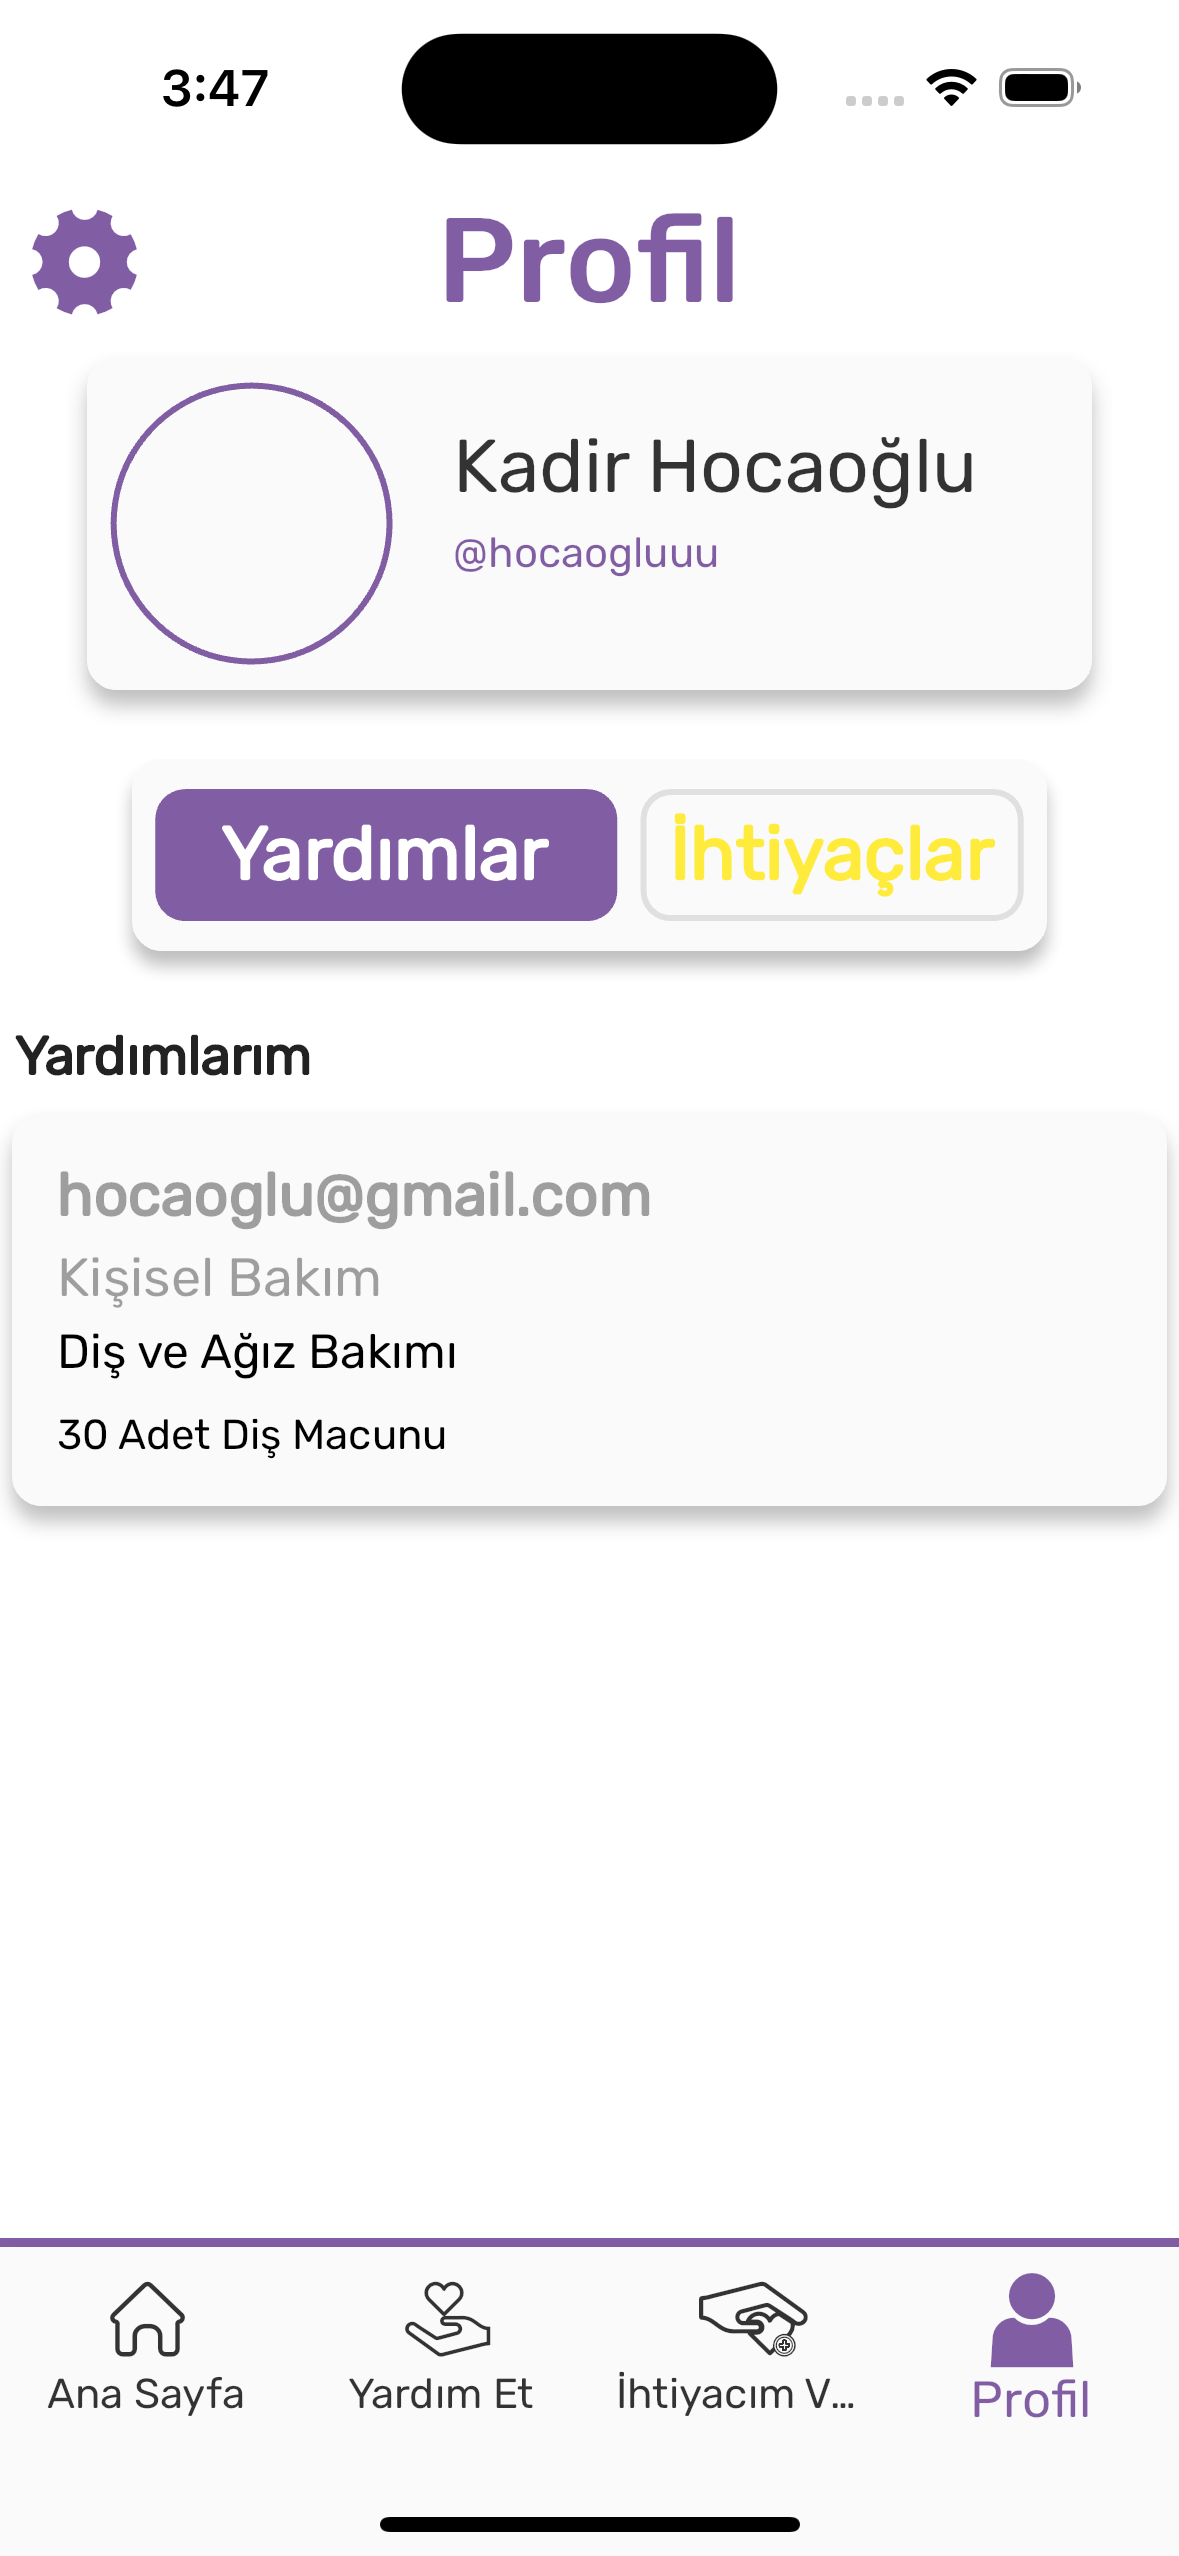 3:47
Profil
Kadir Hocaoğlu
@hocaogluuu
Yardımlar
İhtiyaçlar
Yardımlarım
hocaoglu@gmail.com
Kişisel Bakım
Diş ve Ağız Bakımı
30 Adet Diş Macunu
Ana Sayfa
Yardım Et
İhtiyacım V...
Profil